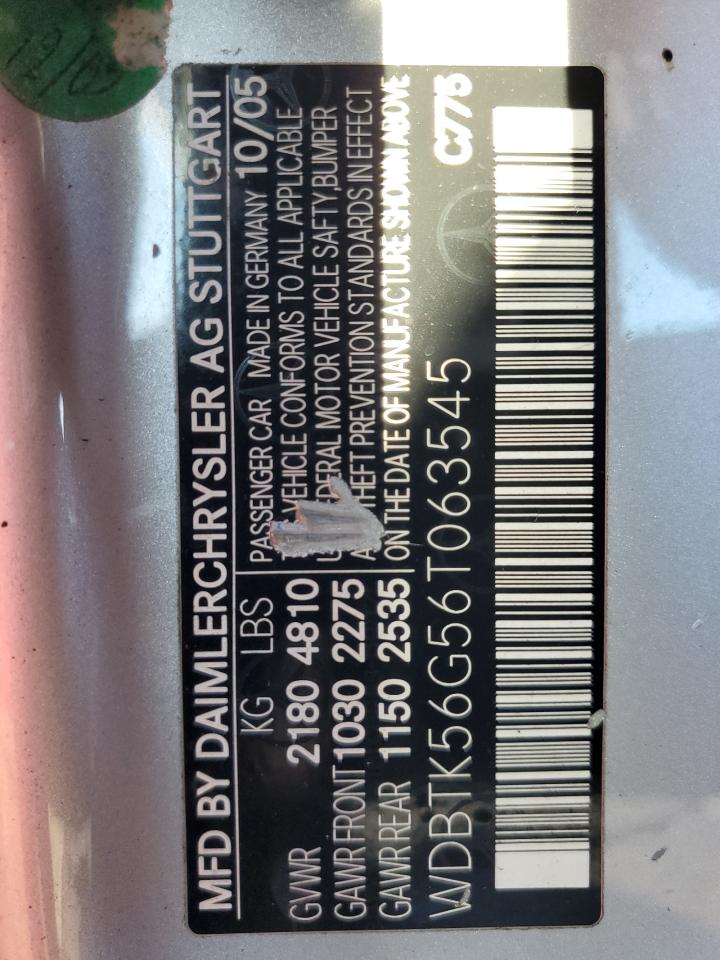 12/05
MFD BY DAIMLERCHRYSLER AG STUTTGART
KG LBS
GVWR 2180 4810
GAWR FRONT 1030 2275
GAWR REAR 1150 2535
PASSENGER CAR MADE IN GERMANY 10/05
VEHICLE CONFORMS TO ALL APPLICABLE
MOTOR VEHICLE SAFTY,BUMPER
THEFT PREVENTION STANDARDS IN EFFECT
ON THE DATE OF MANUFACTURE SHOWN ABOVE
WDBTK56G56T063545
C775